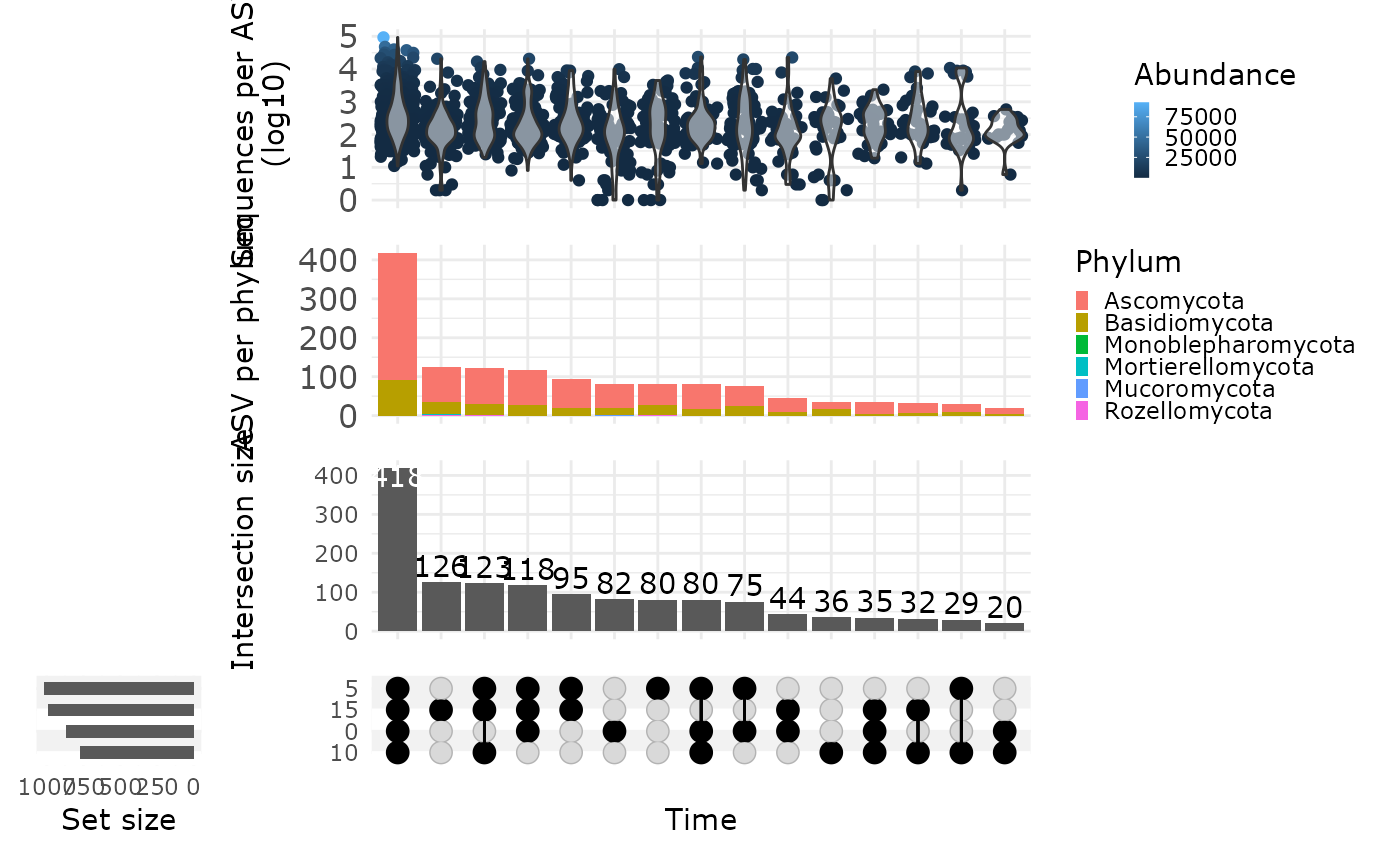 Sequences per AS
(log10)
5
4
3
2
1
0
Abundance
75000
50000
25000
ASV per phylum
400
300
200
100
0
Phylum
Ascomycota
Basidiomycota
Monoblepharomycota
Mortierellomycota
Mucoromycota
Rozellomycota
Intersection size
400
300
200
100
0
418 126 123 118 95 82 80 80 75 44 36 35 32 29 20
5
15
0
10
1000 750 500 250 0
Set size
Time